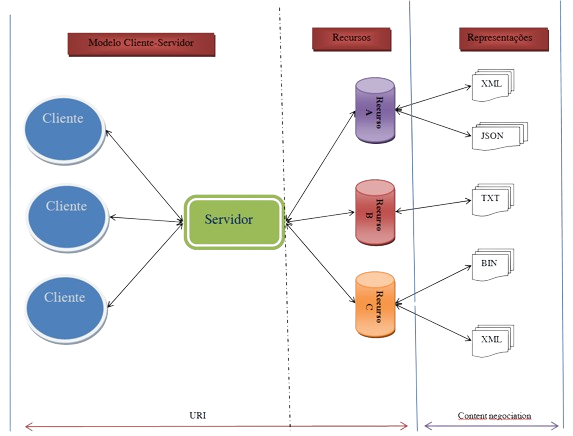 Modelo Cliente-Servidor
Recursos
Representações
Cliente
Cliente
Cliente
Servidor
Recurso
A
Recurso
B
Recurso
C
XML
JSON
TXT
BIN
XML
URI
Content negociation